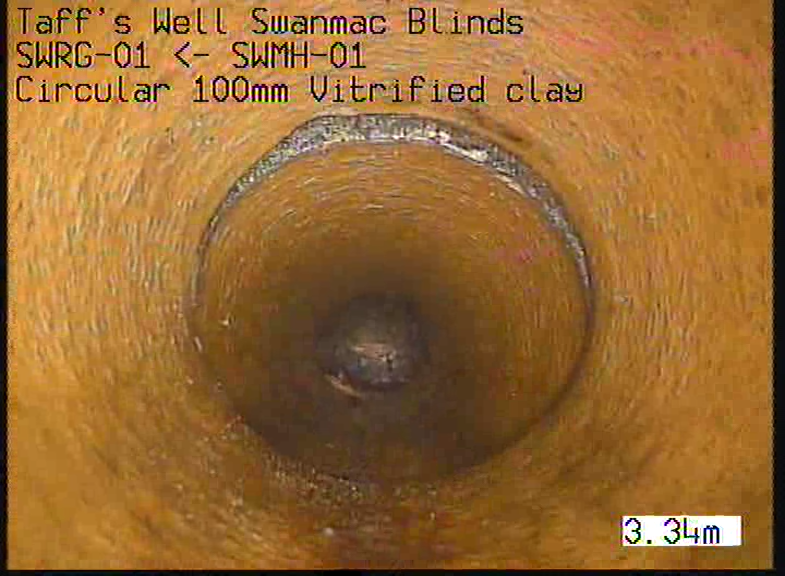 Taff's Well Swanmac Blinds
SWRG-01 <- SWMH-01
Circular 100mm Vitrified clay
3.34m